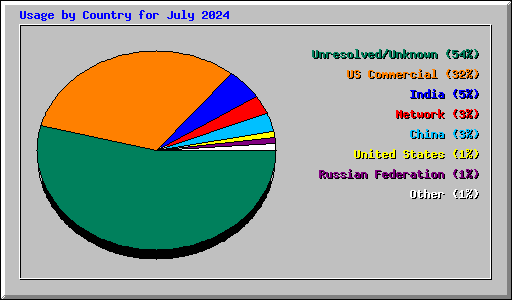 Usage by Country for July 2024
Unresolved/Unknown (54%)
US Commercial (32%)
India (5%)
Network (3%)
China (3%)
United States (1%)
Russian Federation (1%)
Other (1%)